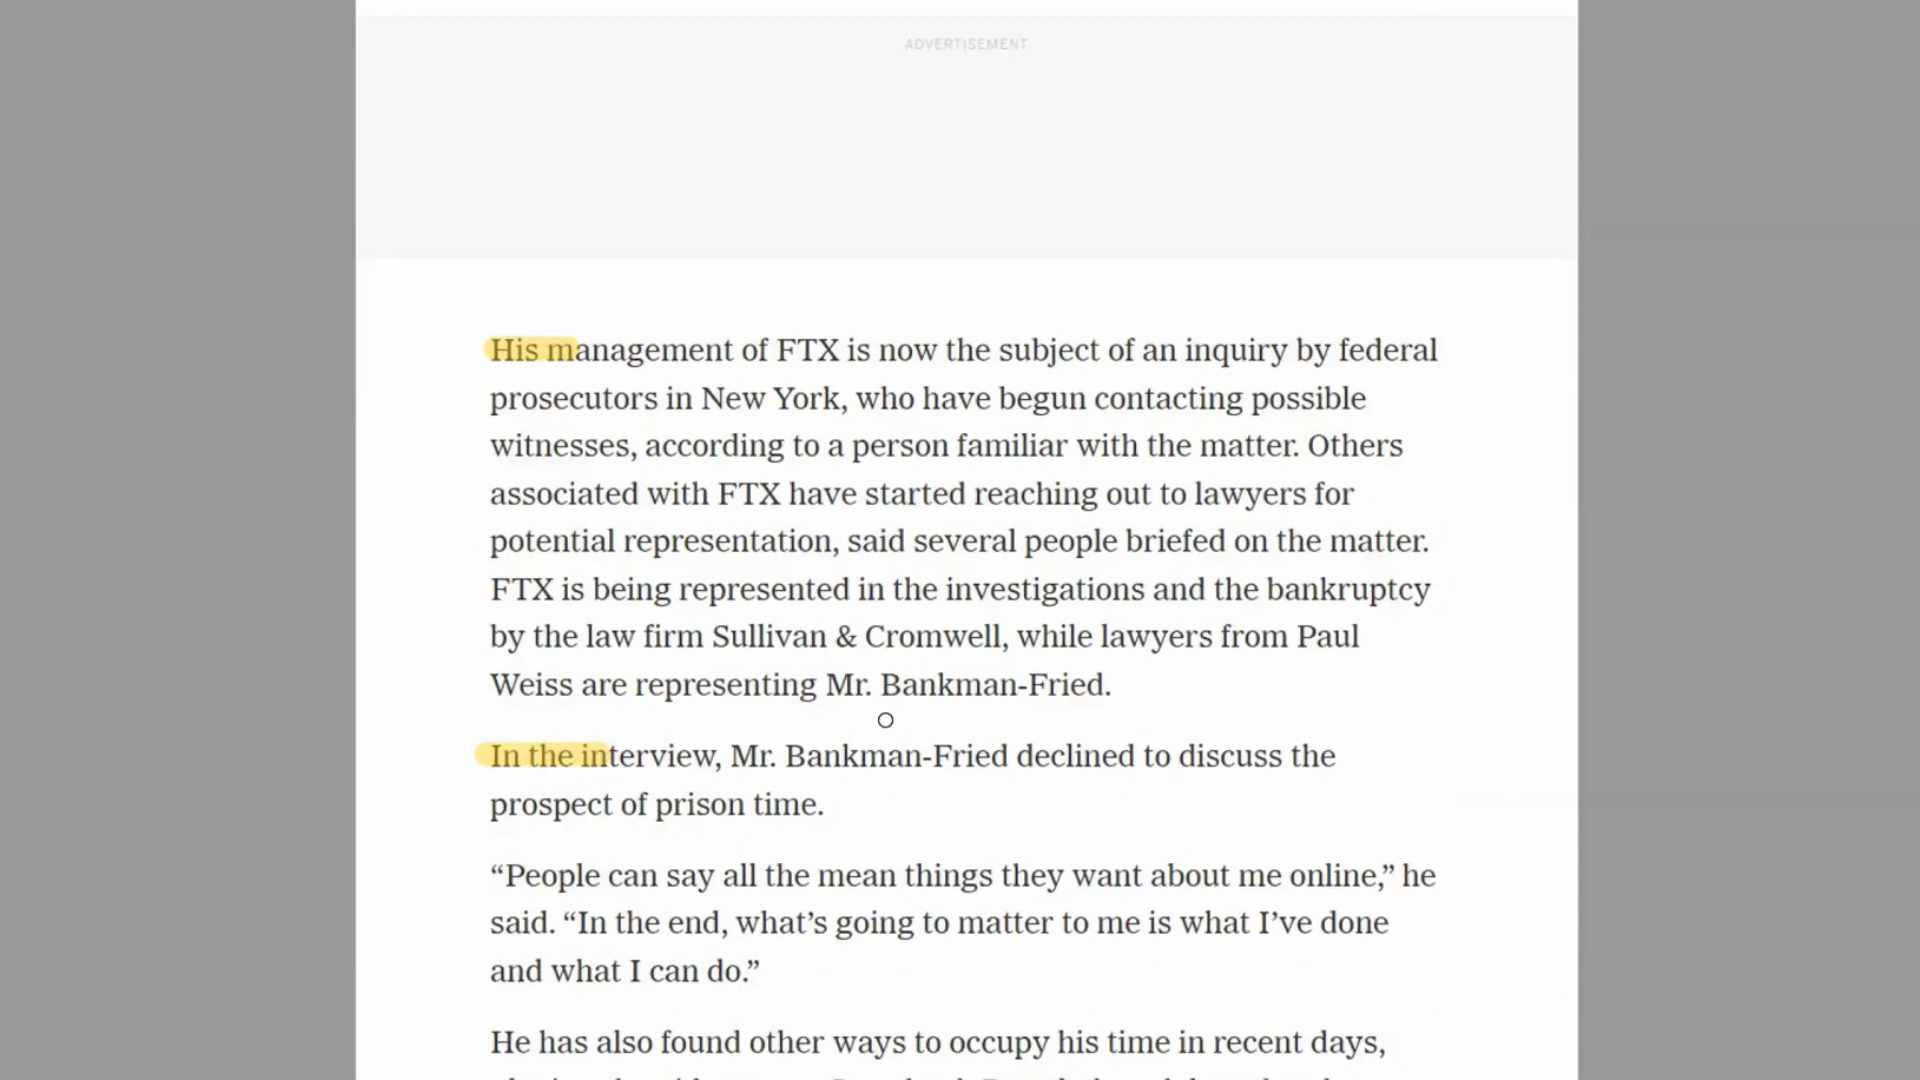 ADVERTISEMENT
His management of FTX is now the subject of an inquiry by federal
prosecutors in New York, who have begun contacting possible
witnesses, according to a person familiar with the matter. Others
associated with FTX have started reaching out to lawyers for
potential representation, said several people briefed on the matter.
FTX is being represented in the investigations and the bankruptcy
by the law firm Sullivan & Cromwell, while lawyers from Paul
Weiss are representing Mr. Bankman-Fried.
In the interview, Mr. Bankman-Fried declined to discuss the
prospect of prison time.
“People can say all the mean things they want about me online,” he
said. “In the end, what’s going to matter to me is what I’ve done
and what I can do.”
He has also found other ways to occupy his time in recent days,